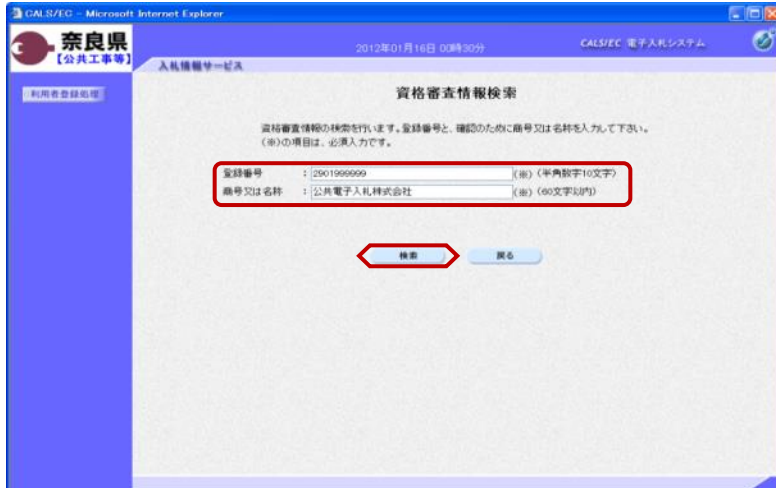 CALS/EC - Microsoft Internet Explorer
奈良県
【公共工事等】
2012年01月16日 00時30分
CALS/EC 電子入札システム
入札情報サービス
利用者登録処理
資格審査情報検索
資格審査情報の検索を行います。登録番号と、確認のために商号又は名称を入力して下さい。
(※)の項目は、必須入力です。
登録番号 : 2901999999 (※) (半角数字10文字)
商号又は名称 : 公共電子入札株式会社 (※) (60文字以内)
検索 戻る